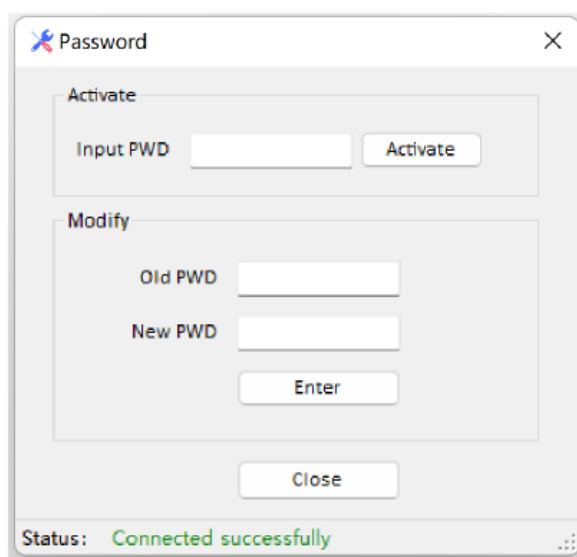 Password
Activate
Input PWD Activate
Modify
Old PWD
New PWD
Enter
Close
Status: Connected successfully